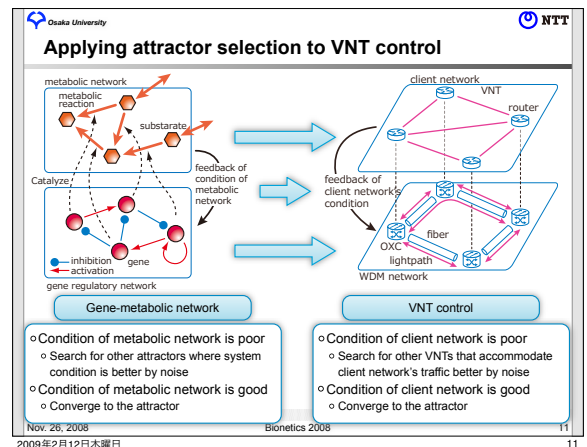 Osaka University
NTT
Applying attractor selection to VNT control
metabolic network
metabolic
reaction
substarate
Catalyze
feedback of
condition of
metabolic
network
inhibition
activation
gene
gene regulatory network
client network
VNT
router
feedback of
client network's
condition
OXC
fiber
lightpath
WDM network
Gene-metabolic network
Condition of metabolic network is poor
Search for other attractors where system
condition is better by noise
Condition of metabolic network is good
Converge to the attractor
VNT control
Condition of client network is poor
Search for other VNTs that accommodate
client network's traffic better by noise
Condition of client network is good
Converge to the attractor
Nov. 26, 2008
Bionetics 2008
11
2009年2月12日木曜日
11